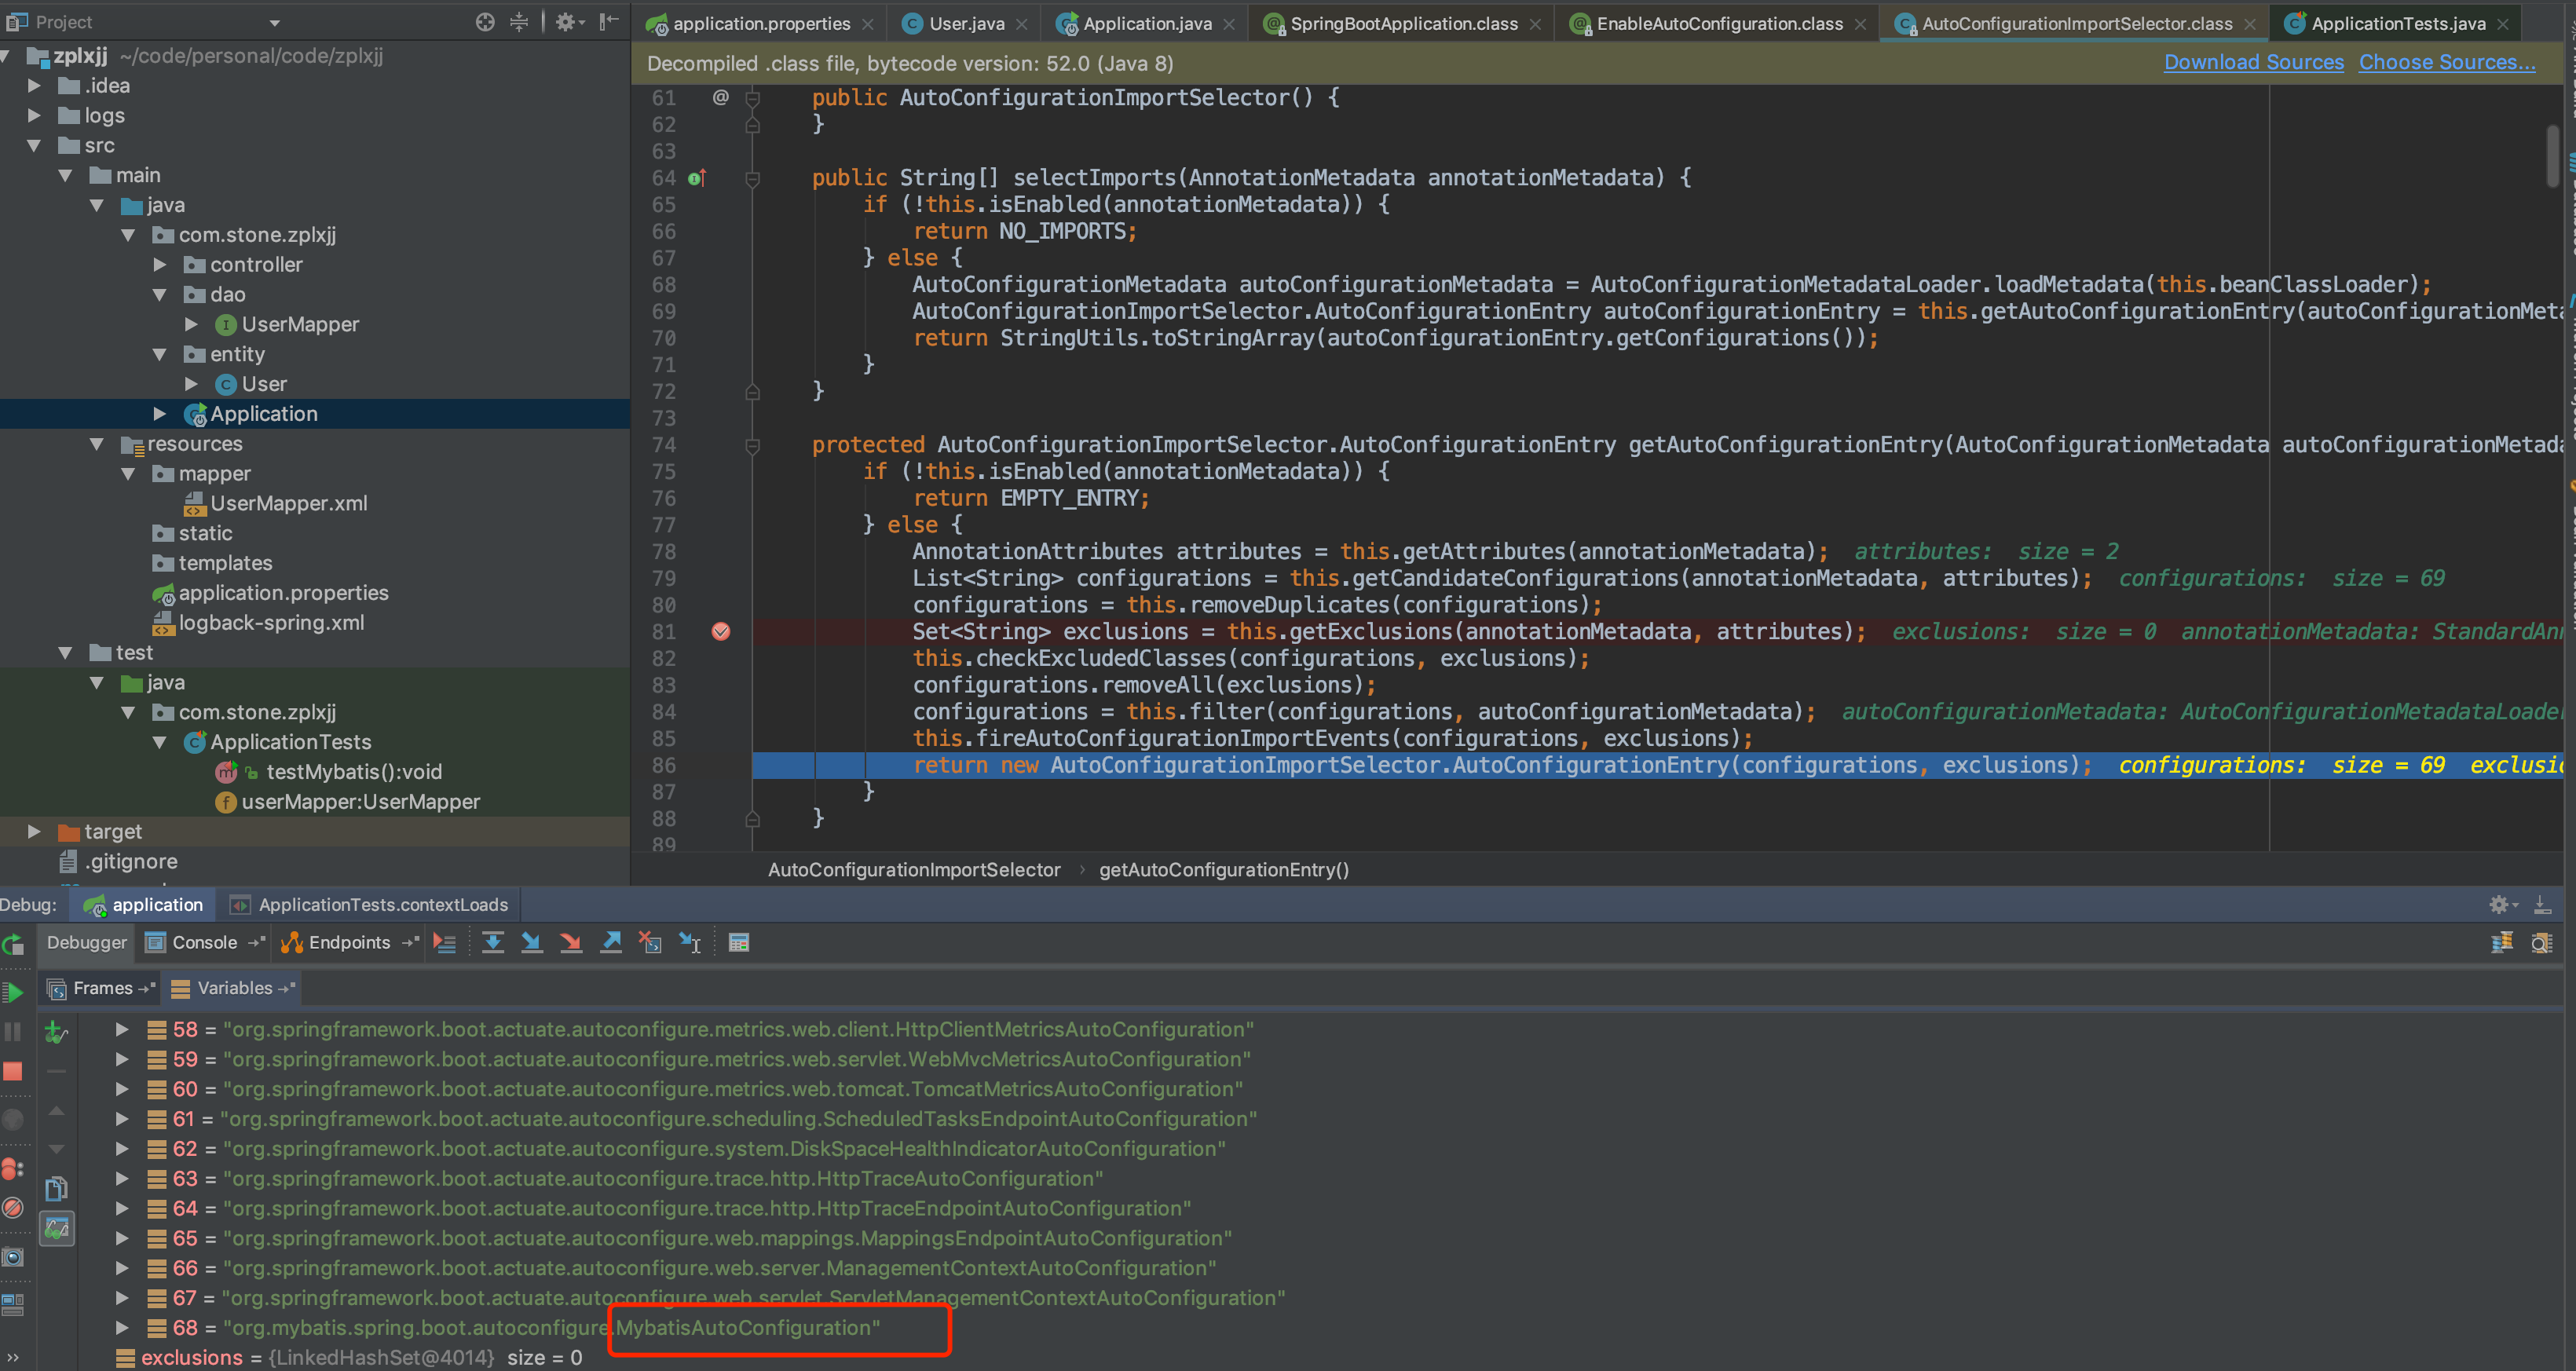 Project
zplxjj ~/code/personal/code/zplxjj
.idea
logs
src
main
java
com.stone.zplxjj
controller
dao
UserMapper
entity
User
Application
resources
mapper
UserMapper.xml
static
templates
application.properties
logback-spring.xml
test
java
com.stone.zplxjj
ApplicationTests
testMybatis():void
userMapper:UserMapper
target
.gitignore
application.properties User.java Application.java SpringBootApplication.class EnableAutoConfiguration.class AutoConfigurationImportSelector.class ApplicationTests.java
Decompiled .class file, bytecode version: 52.0 (Java 8) Download Sources Choose Sources...
61 @ public AutoConfigurationImportSelector() {
62 }
63
64 public String[] selectImports(AnnotationMetadata annotationMetadata) {
65 if (!this.isEnabled(annotationMetadata)) {
66 return NO_IMPORTS;
67 } else {
68 AutoConfigurationMetadata autoConfigurationMetadata = AutoConfigurationMetadataLoader.loadMetadata(this.beanClassLoader);
69 AutoConfigurationImportSelector.AutoConfigurationEntry autoConfigurationEntry = this.getAutoConfigurationEntry(autoConfigurationMeta
70 return StringUtils.toStringArray(autoConfigurationEntry.getConfigurations());
71 }
72 }
73
74 protected AutoConfigurationImportSelector.AutoConfigurationEntry getAutoConfigurationEntry(AutoConfigurationMetadata autoConfigurationMetada
75 if (!this.isEnabled(annotationMetadata)) {
76 return EMPTY_ENTRY;
77 } else {
78 AnnotationAttributes attributes = this.getAttributes(annotationMetadata); attributes: size = 2
79 List<String> configurations = this.getCandidateConfigurations(annotationMetadata, attributes); configurations: size = 69
80 configurations = this.removeDuplicates(configurations);
81 Set<String> exclusions = this.getExclusions(annotationMetadata, attributes); exclusions: size = 0 annotationMetadata: StandardAnn
82 this.checkExcludedClasses(configurations, exclusions);
83 configurations.removeAll(exclusions);
84 configurations = this.filter(configurations, autoConfigurationMetadata); autoConfigurationMetadata: AutoConfigurationMetadataLoader
85 this.fireAutoConfigurationImportEvents(configurations, exclusions);
86 return new AutoConfigurationImportSelector.AutoConfigurationEntry(configurations, exclusions); configurations: size = 69 exclusio
87 }
88 }
89
AutoConfigurationImportSelector › getAutoConfigurationEntry()
Debug: application ApplicationTests.contextLoads
Debugger Console Endpoints
Frames Variables
58 = "org.springframework.boot.actuate.autoconfigure.metrics.web.client.HttpClientMetricsAutoConfiguration"
59 = "org.springframework.boot.actuate.autoconfigure.metrics.web.servlet.WebMvcMetricsAutoConfiguration"
60 = "org.springframework.boot.actuate.autoconfigure.metrics.web.tomcat.TomcatMetricsAutoConfiguration"
61 = "org.springframework.boot.actuate.autoconfigure.scheduling.ScheduledTasksEndpointAutoConfiguration"
62 = "org.springframework.boot.actuate.autoconfigure.system.DiskSpaceHealthIndicatorAutoConfiguration"
63 = "org.springframework.boot.actuate.autoconfigure.trace.http.HttpTraceAutoConfiguration"
64 = "org.springframework.boot.actuate.autoconfigure.trace.http.HttpTraceEndpointAutoConfiguration"
65 = "org.springframework.boot.actuate.autoconfigure.web.mappings.MappingsEndpointAutoConfiguration"
66 = "org.springframework.boot.actuate.autoconfigure.web.server.ManagementContextAutoConfiguration"
67 = "org.springframework.boot.actuate.autoconfigure.web.servlet.ServletManagementContextAutoConfiguration"
68 = "org.mybatis.spring.boot.autoconfigure.MybatisAutoConfiguration"
exclusions = {LinkedHashSet@4014} size = 0